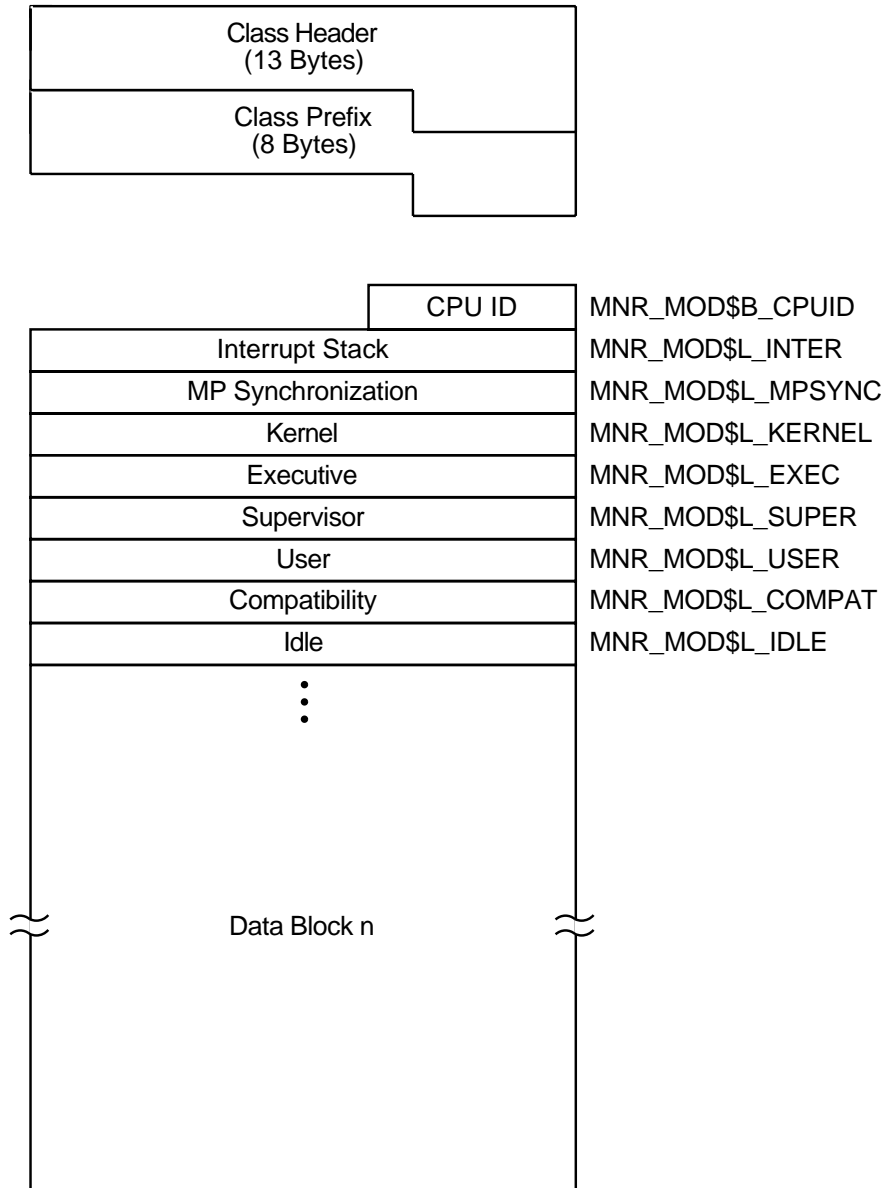 Class Header
(13 Bytes)
Class Prefix
(8 Bytes)
CPU ID MNR_MOD$B_CPUID
Interrupt Stack MNR_MOD$L_INTER
MP Synchronization MNR_MOD$L_MPSYNC
Kernel MNR_MOD$L_KERNEL
Executive MNR_MOD$L_EXEC
Supervisor MNR_MOD$L_SUPER
User MNR_MOD$L_USER
Compatibility MNR_MOD$L_COMPAT
Idle MNR_MOD$L_IDLE
Data Block n